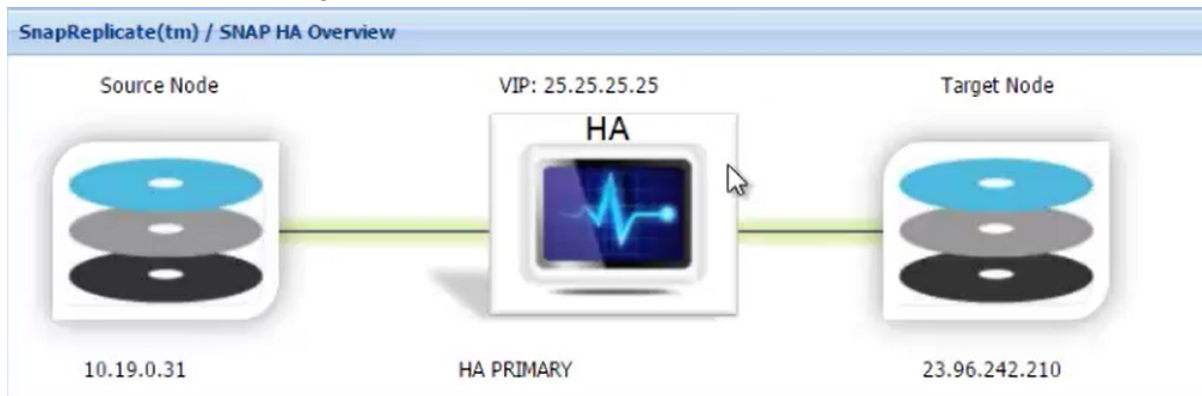 SnapReplicate(tm) / SNAP HA Overview
Source Node VIP: 25.25.25.25 Target Node
HA
10.19.0.31 HA PRIMARY 23.96.242.210